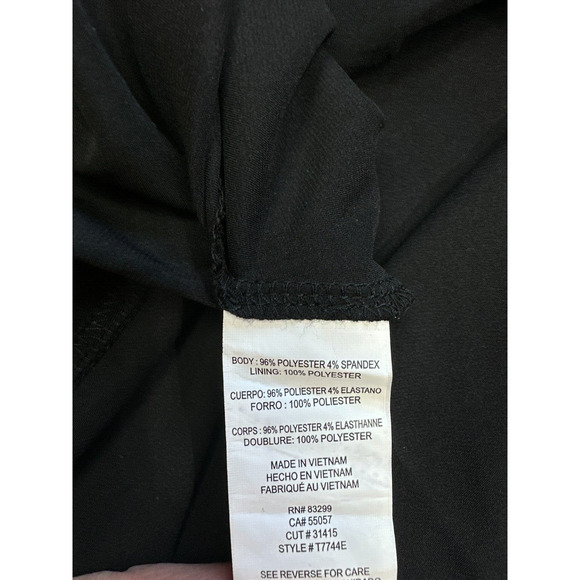 BODY : 96% POLYESTER 4% SPANDEX
LINING: 100% POLYESTER
CUERPO: 96% POLIESTER 4% ELASTANO
FORRO : 100% POLIESTER
CORPS : 96% POLYESTER 4% ELASTHANNE
DOUBLURE: 100% POLYESTER
MADE IN VIETNAM
HECHO EN VIETNAM
FABRIQUÉ AU VIETNAM
RN# 83299
CA# 55057
CUT # 31415
STYLE # T7744E
SEE REVERSE FOR CARE